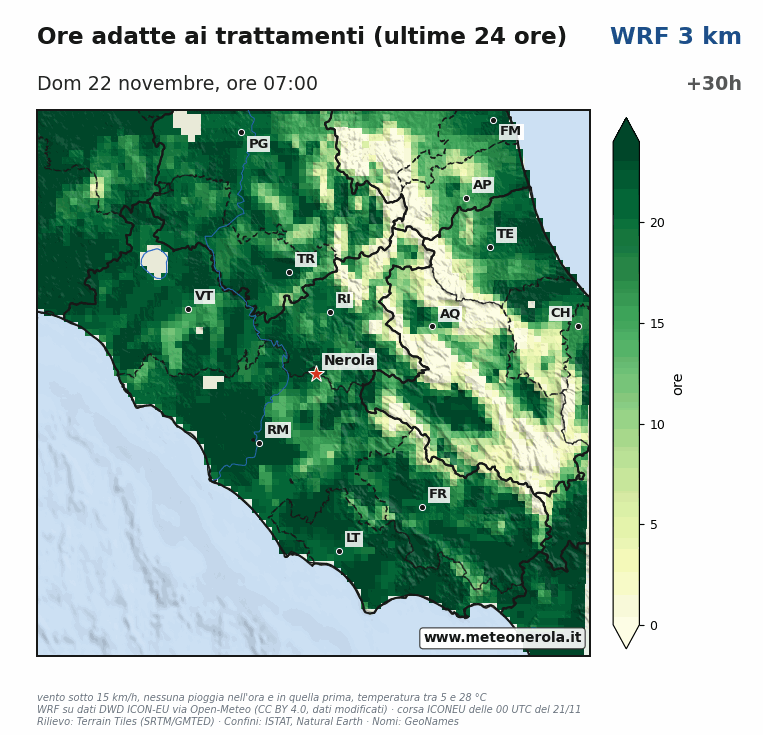 Ore adatte ai trattamenti (ultime 24 ore) WRF 3 km
Dom 22 novembre, ore 07:00 +30h
FM
PG
AP
TE
TR
VT
RI
AQ
CH
Nerola
RM
FR
LT
www.meteonerola.it
20
15
10
5
0
ore
vento sotto 15 km/h, nessuna pioggia nell'ora e in quella prima, temperatura tra 5 e 28 °C
WRF su dati DWD ICON-EU via Open-Meteo (CC BY 4.0, dati modificati) · corsa ICONEU delle 00 UTC del 21/11
Rilievo: Terrain Tiles (SRTM/GMTED) · Confini: ISTAT, Natural Earth · Nomi: GeoNames